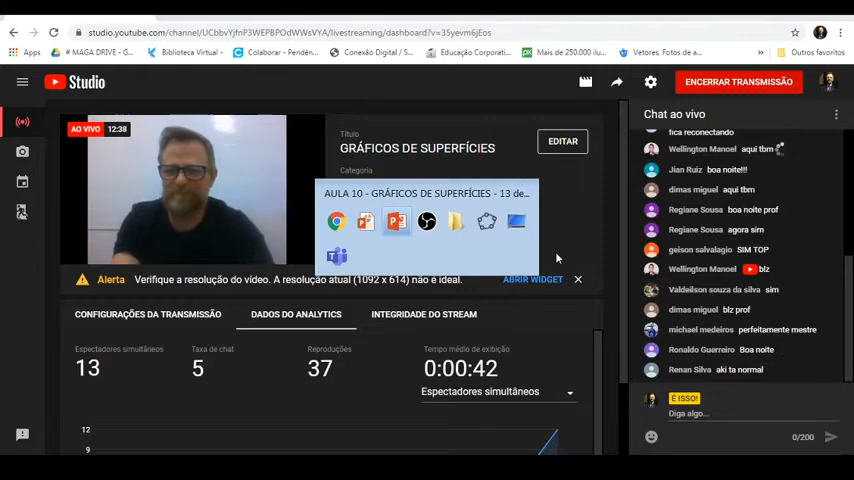 studio.youtube.com/channel/UCbbvYjfnP3WEPBPOdWWsVYA/livestreaming/dashboard?v=35yevm6jEos
Apps
# MAGA DRIVE - G...
Biblioteca Virtual -
Colaborar - Pendên...
Conexão Digital / S...
Educação Corporati...
Mais de 250.000 ilu...
Vetores, Fotos de a...
»
Outros favoritos
Studio
ENCERRAR TRANSMISSÃO
AO VIVO 12:38
Título
GRÁFICOS DE SUPERFÍCIES
EDITAR
Categoria
AULA 10 - GRÁFICOS DE SUPERFÍCIES - 13 de...
Alerta Verifique a resolução do vídeo. A resolução atual (1092 x 614) não é ideal.
ABRIR WIDGET
CONFIGURAÇÕES DA TRANSMISSÃO
DADOS DO ANALYTICS
INTEGRIDADE DO STREAM
Espectadores simultâneos
13
Taxa de chat
5
Reproduções
37
Tempo médio de exibição
0:00:42
Espectadores simultâneos
12
9
Chat ao vivo
fica reconectando
Wellington Manoel aqui tbm
Jian Ruiz boa noite!!!
dimas miguel aqui tbm
Regiane Sousa boa noite prof
Regiane Sousa agora sim
geison salvalagio SIM TOP
Wellington Manoel blz
Valdeilson souza da silva sim
dimas miguel blz prof
michael medeiros perfeitamente mestre
Ronaldo Guerreiro Boa noite
Renan Silva aki ta normal
É ISSO!
Diga algo...
0/200